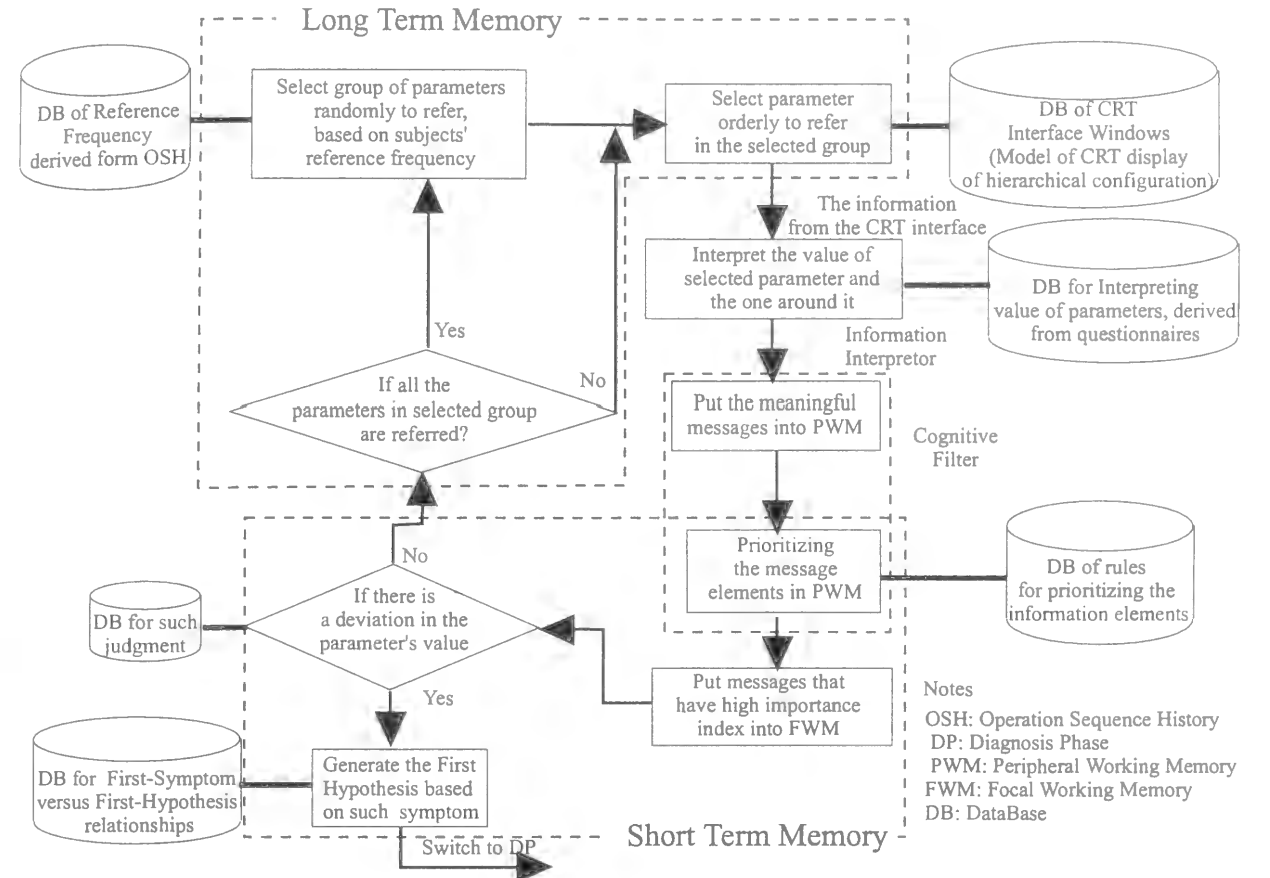 Long Term Memory
DB of Reference
Frequency
derived form OSH
Select group of parameters
randomly to refer,
based on subjects'
reference frequency
Select parameter
orderly to refer
in the selected group
DB of CRT
Interface Windows
(Model of CRT display
of hierarchical configuration)
The information
from the CRT interface
Interpret the value of
selected parameter and
the one around it
DB for Interpreting
value of parameters, derived
from questionnaires
Information
Interpretor
Yes
No
If all the
parameters in selected group
are referred?
Put the meaningful
messages into PWM
Cognitive
Filter
Prioritizing
the message
elements in PWM
DB of rules
for prioritizing the
information elements
No
If there is
a deviation in the
parameter's value
DB for such
judgment
Yes
Put messages that
have high importance
index into FWM
DB for First-Symptom
versus First-Hypothesis
relationships
Generate the First
Hypothesis based
on such symptom
Switch to DP
Short Term Memory
Notes
OSH: Operation Sequence History
DP: Diagnosis Phase
PWM: Peripheral Working Memory
FWM: Focal Working Memory
DB: DataBase